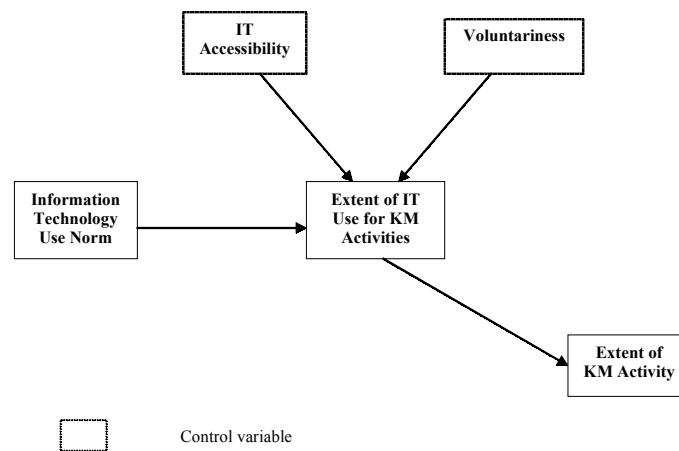 IT
Accessibility
Voluntariness
Information
Technology
Use Norm
Extent of IT
Use for KM
Activities
Extent of
KM Activity
Control variable